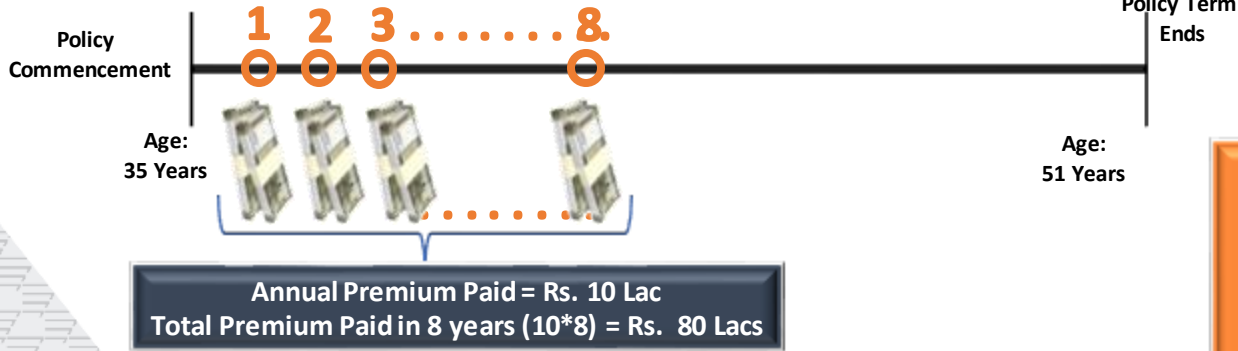 Policy Term
Ends
1 2 3 ......... 8
Policy
Commencement
Age:
35 Years
Age:
51 Years
Annual Premium Paid = Rs. 10 Lac
Total Premium Paid in 8 years (10*8) = Rs. 80 Lacs